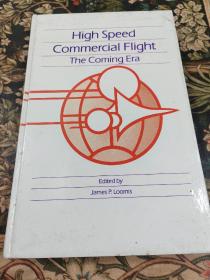 High Speed
Commercial Flight
The Coming Era
Edited by
James P. Loomis